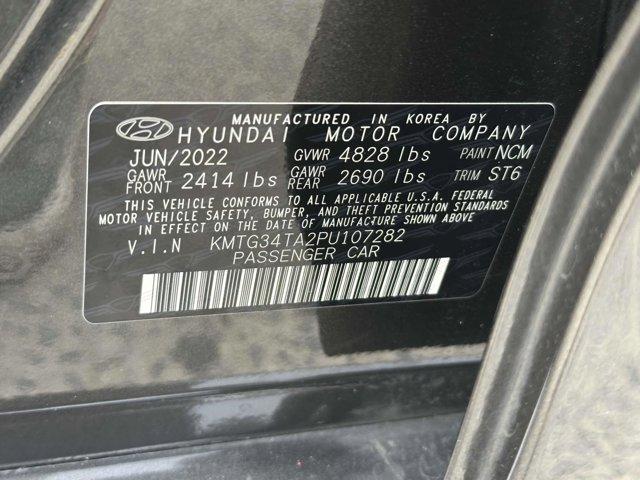 MANUFACTURED IN KOREA BY
HYUNDAI MOTOR COMPANY
JUN/2022 GVWR 4828 lbs PAINT NCM
GAWR FRONT 2414 lbs GAWR REAR 2690 lbs TRIM ST6
THIS VEHICLE CONFORMS TO ALL APPLICABLE U.S.A. FEDERAL
MOTOR VEHICLE SAFETY, BUMPER, AND THEFT PREVENTION STANDARDS
IN EFFECT ON THE DATE OF MANUFACTURE SHOWN ABOVE
V.I.N KMTG34TA2PU107282
PASSENGER CAR